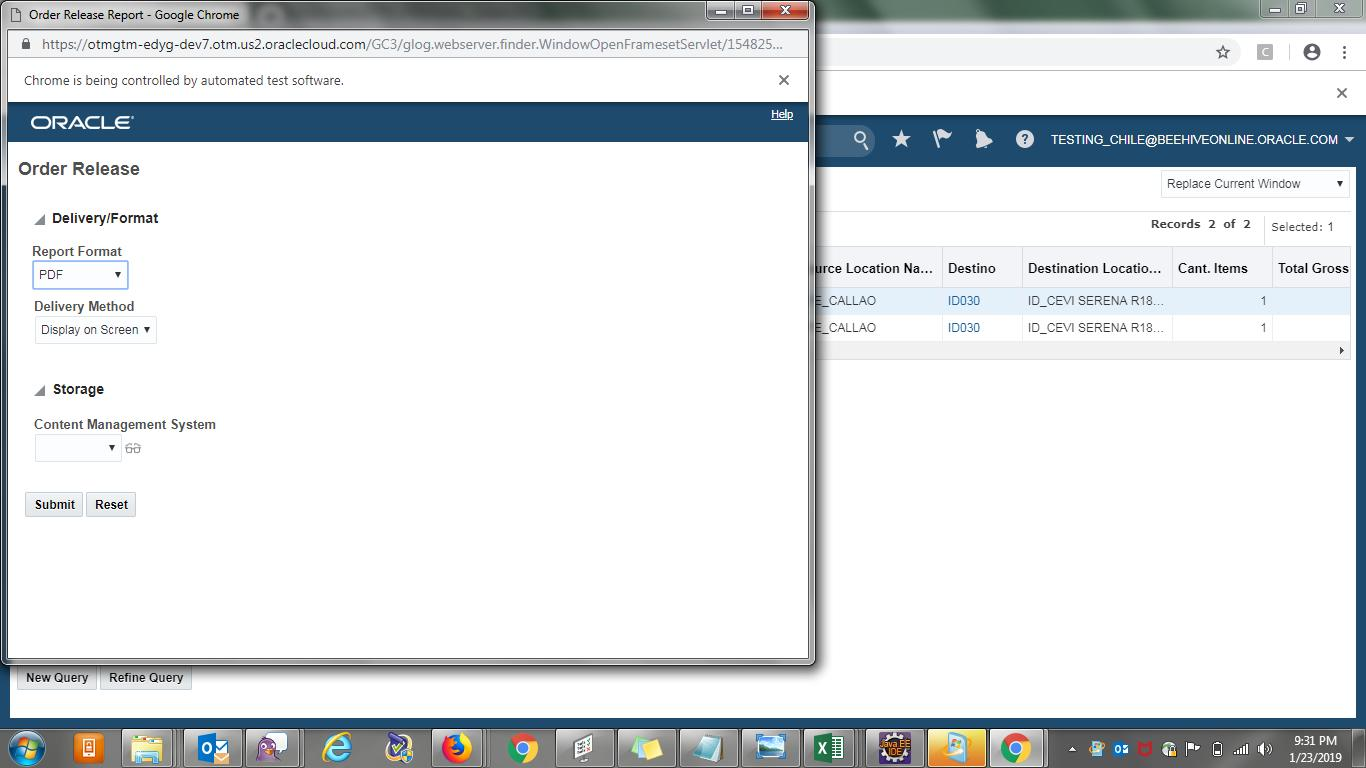 Order Release Report - Google Chrome
https://otmgtm-edyg-dev7.otm.us2.oraclecloud.com/GC3/glog.webserver.finder.WindowOpenFramesetServlet/154825...
Chrome is being controlled by automated test software.
ORACLE
Help
Order Release
Delivery/Format
Report Format
PDF
Delivery Method
Display on Screen
Storage
Content Management System
Submit Reset
C
TESTING_CHILE@BEEHIVEONLINE.ORACLE.COM
Replace Current Window
Records 2 of 2 Selected: 1
urce Location Na... Destino Destination Locatio... Cant. Items Total Gross
E_CALLAO ID030 ID_CEVI SERENA R18... 1
E_CALLAO ID030 ID_CEVI SERENA R18... 1
New Query Refine Query
Java EE
IDE
9:31 PM
1/23/2019